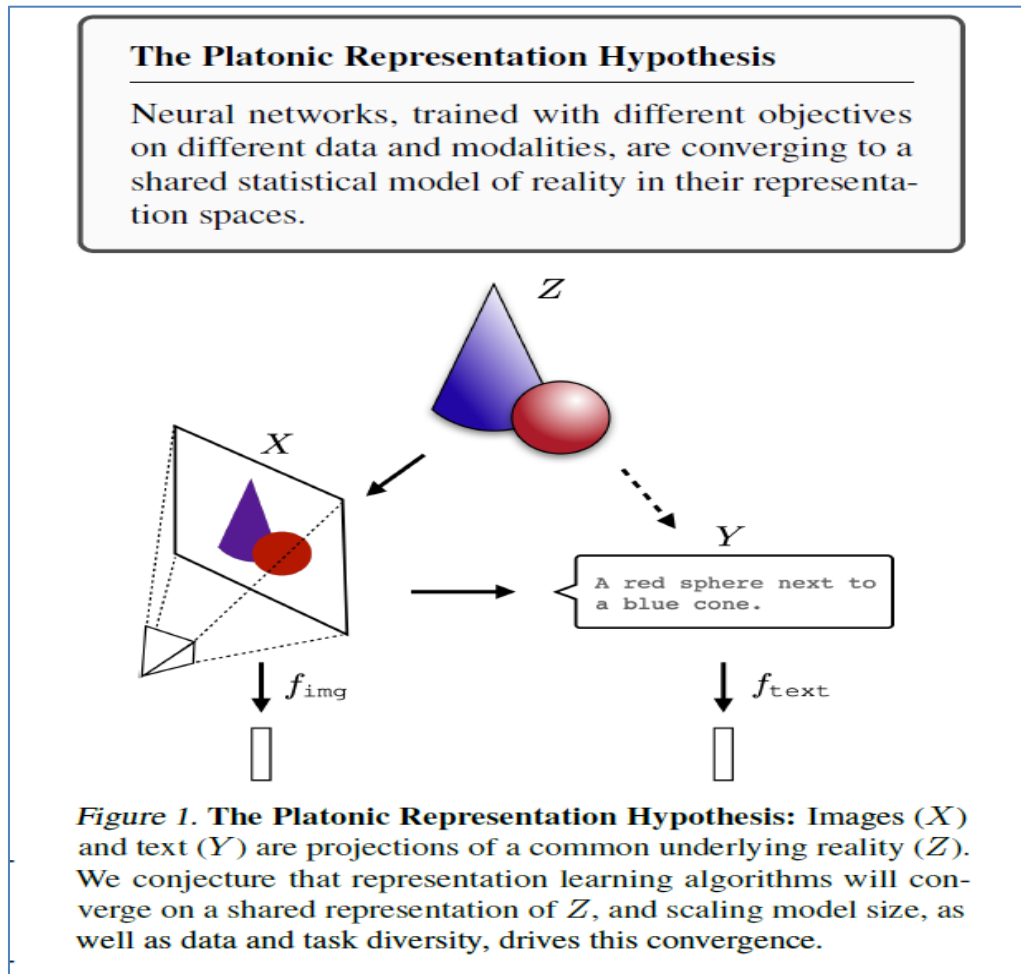 The Platonic Representation Hypothesis
Neural networks, trained with different objectives
on different data and modalities, are converging to a
shared statistical model of reality in their representa-
tion spaces.
Z
X
Y
A red sphere next to
a blue cone.
f img
f text
Figure 1. The Platonic Representation Hypothesis: Images (X)
and text (Y) are projections of a common underlying reality (Z).
We conjecture that representation learning algorithms will con-
verge on a shared representation of Z, and scaling model size, as
well as data and task diversity, drives this convergence.